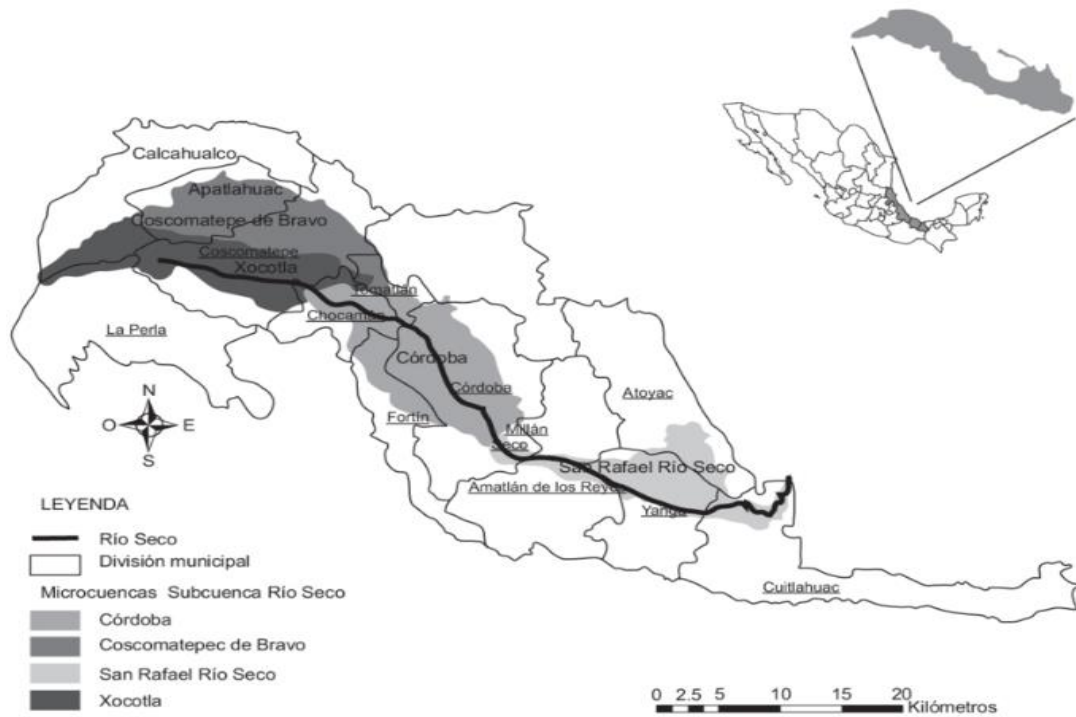 Calcahualco
Apatlahuac
Coscomatepe de Bravo
Coscomatepe
Xocotla
Tomatlán
Chocamán
La Perla
Córdoba
Córdoba
Atoyac
Fortín
Millán
Seco
San Rafael Río Seco
Amatlán de los Reyes
Yanga
Cuitlahuac
N
O E
S
LEYENDA
Río Seco
División municipal
Microcuencas Subcuenca Río Seco
Córdoba
Coscomatepec de Bravo
San Rafael Río Seco
Xocotla
0 2.5 5 10 15 20
Kilómetros